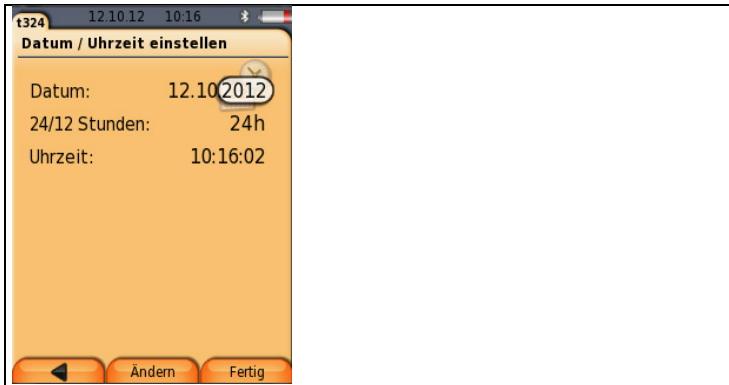 t324 12.10.12 10:16
Datum / Uhrzeit einstellen
Datum: 12.10.2012
24/12 Stunden: 24h
Uhrzeit: 10:16:02
Ändern Fertig